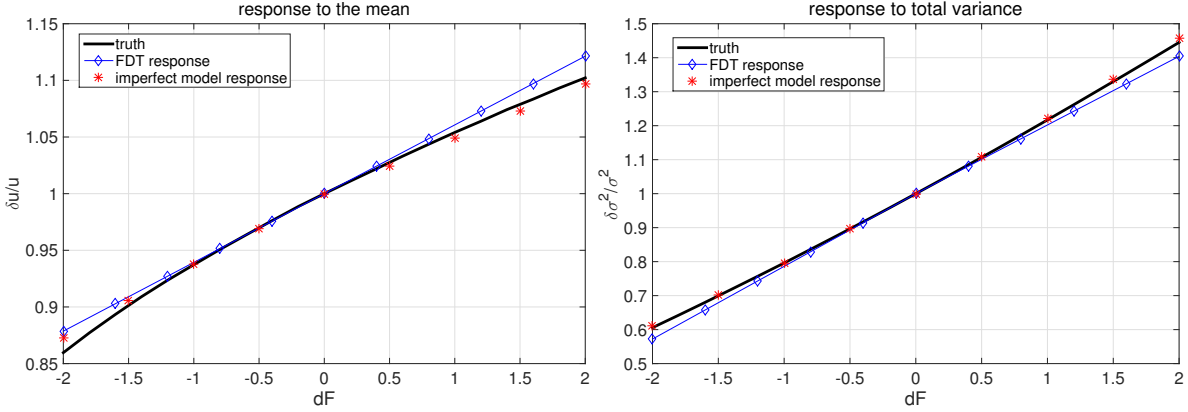 response to the mean
1.15
1.1
1.05
1
0.95
0.9
0.85
δu/u
truth
FDT response
imperfect model response
-2 -1.5 -1 -0.5 0 0.5 1 1.5 2
dF
response to total variance
1.5
1.4
1.3
1.2
1.1
1
0.9
0.8
0.7
0.6
0.5
δσ²/σ²
truth
FDT response
imperfect model response
-2 -1.5 -1 -0.5 0 0.5 1 1.5 2
dF